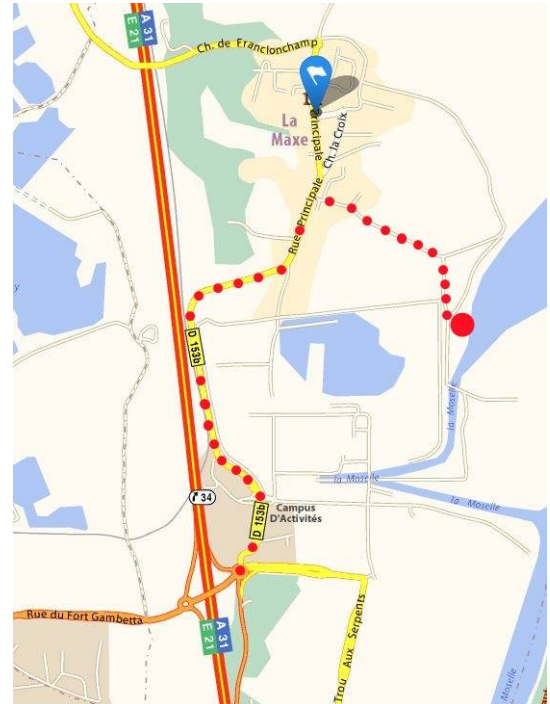 A 31
E 21
Ch. de Franclonchamp
La
Maxe
Principale
Ch. la Croix
Rue Principale
D 153b
la Moselle
34
la Moselle
la Moselle
Campus
D'Activités
D 153b
Rue du Fort Gambetta
A 31
E 21
Trou Aux Serpents
Moselle